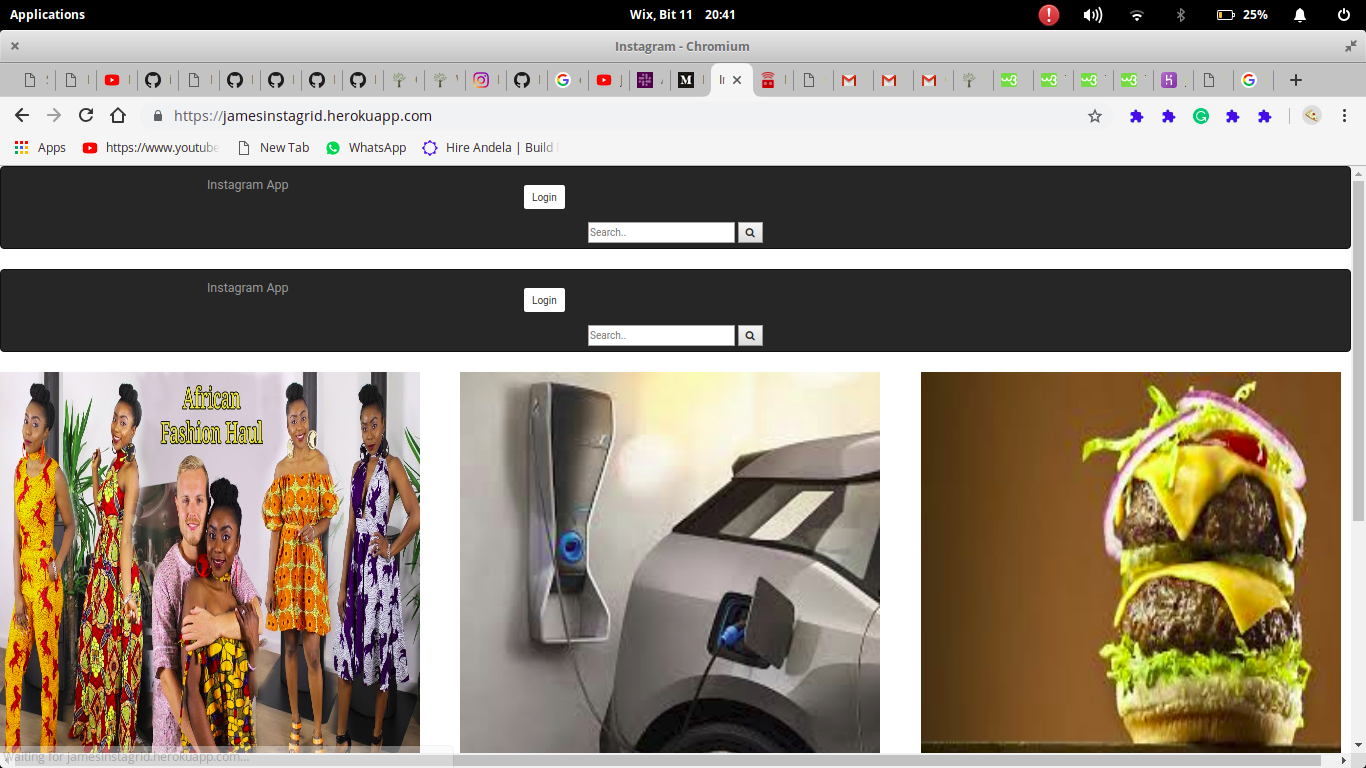 Applications
Wix, Bit 11 20:41
25%
Instagram - Chromium
https://jamesinstagrid.herokuapp.com
Apps
https://www.youtube
New Tab
WhatsApp
Hire Andela | Build
Instagram App
Login
Search..
Instagram App
Login
Search..
African
Fashion Haul
Waiting for jamesinstagrid.herokuapp.com...